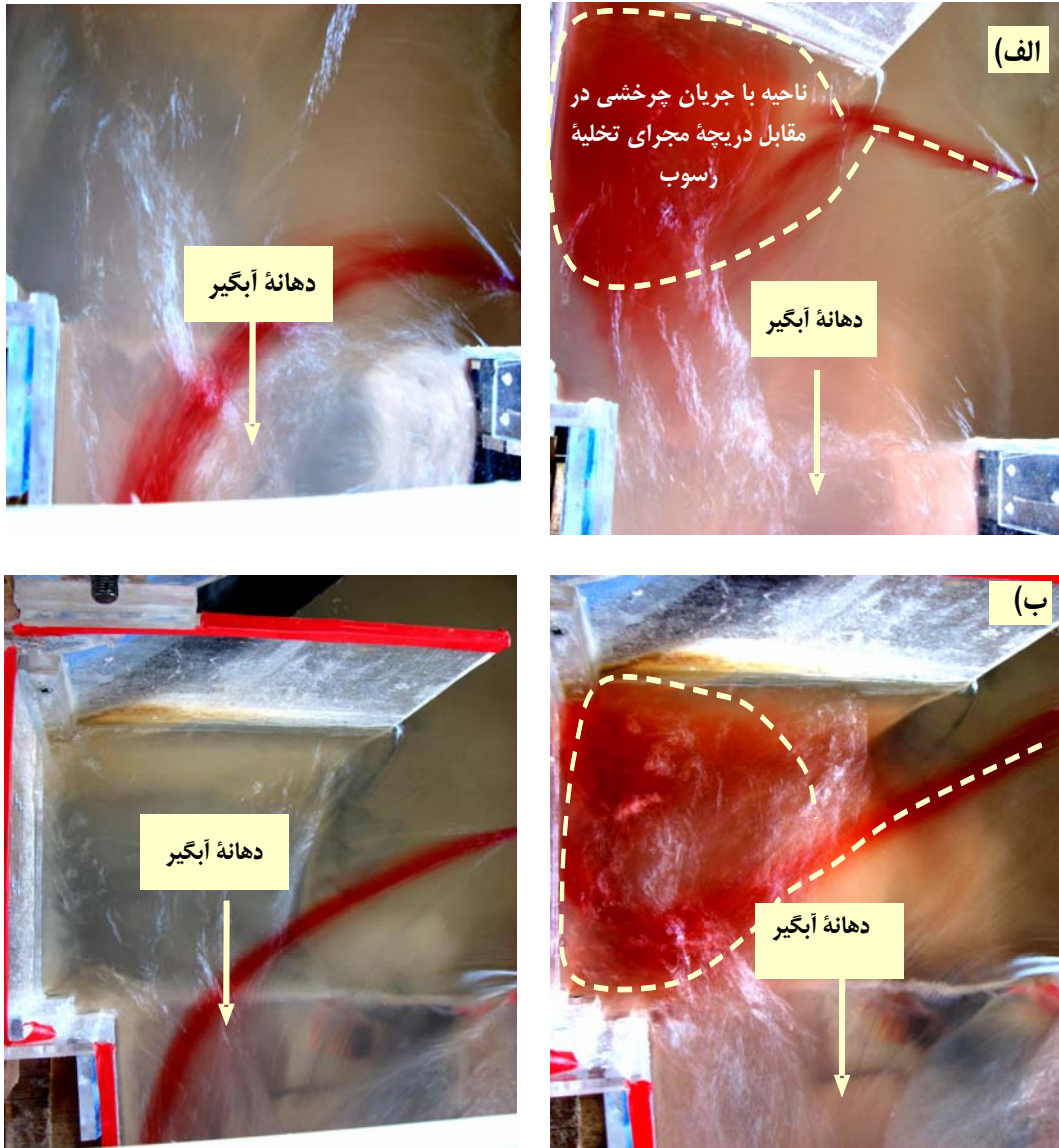 الف)
ناحیه با جریان چرخشی در
مقابل دریچهٔ مجرای تخلیهٔ
رسوب
دهانهٔ آبگیر
دهانهٔ آبگیر
ب)
دهانهٔ آبگیر
دهانهٔ آبگیر